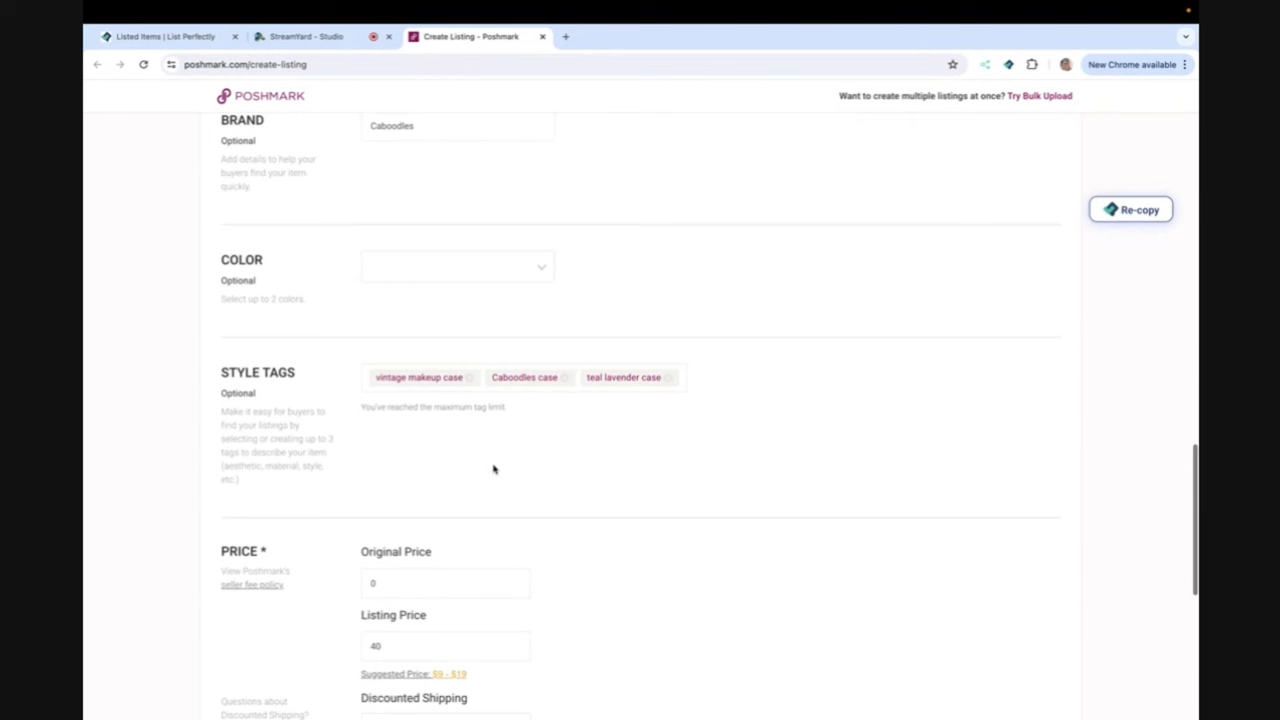 Listed Items | List Perfectly
StreamYard - Studio
Create Listing - Poshmark
poshmark.com/create-listing
New Chrome available
POSHMARK
Want to create multiple listings at once? Try Bulk Upload
BRAND
Optional
Add details to help your
buyers find your item
quickly.
Caboodles
Re-copy
COLOR
Optional
Select up to 2 colors.
STYLE TAGS
Optional
Make it easy for buyers to
find your listings by
selecting or creating up to 3
tags to describe your item
(aesthetic, material, style,
etc.)
vintage makeup case Caboodles case teal lavender case
You've reached the maximum tag limit
PRICE *
View Poshmark's
seller fee policy
Original Price
0
Listing Price
40
Suggested Price: $9 - $19
Discounted Shipping
Questions about
Discounted Shipping?